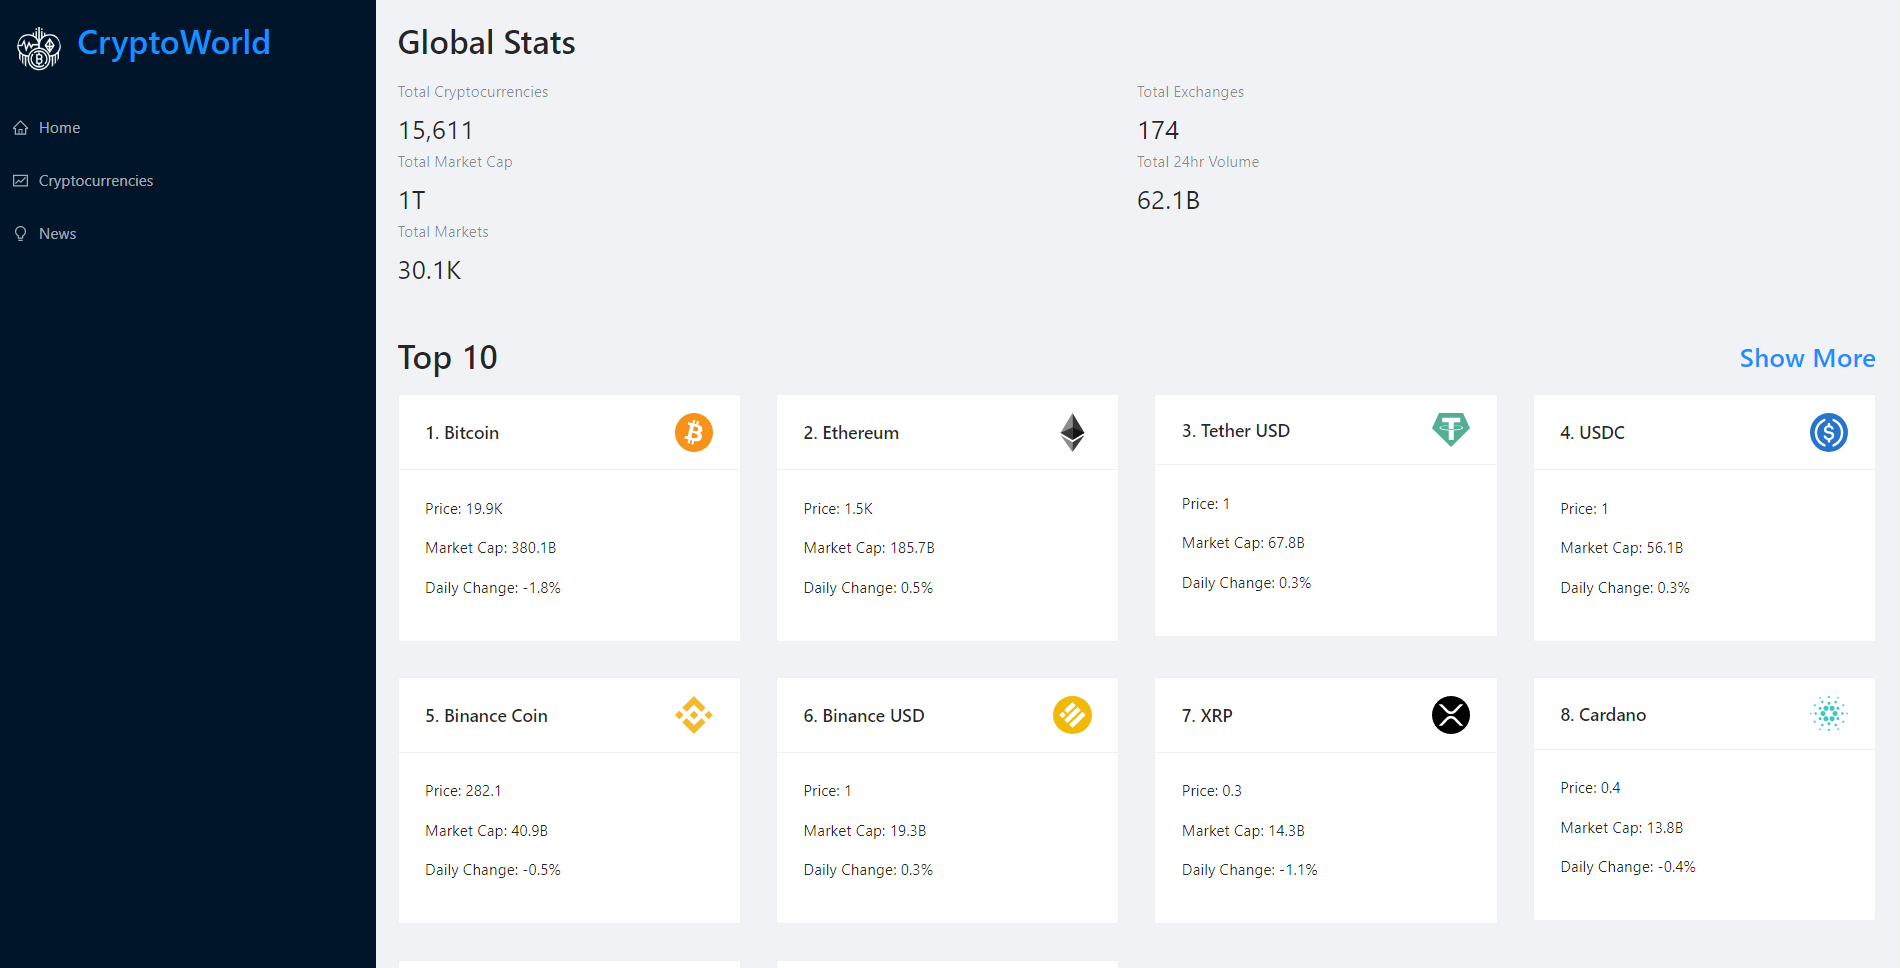 CryptoWorld
Home
Cryptocurrencies
News
Global Stats
Total Cryptocurrencies
15,611
Total Exchanges
174
Total Market Cap
1T
Total 24hr Volume
62.1B
Total Markets
30.1K
Top 10
Show More
1. Bitcoin
Price: 19.9K
Market Cap: 380.1B
Daily Change: -1.8%
2. Ethereum
Price: 1.5K
Market Cap: 185.7B
Daily Change: 0.5%
3. Tether USD
Price: 1
Market Cap: 67.8B
Daily Change: 0.3%
4. USDC
Price: 1
Market Cap: 56.1B
Daily Change: 0.3%
5. Binance Coin
Price: 282.1
Market Cap: 40.9B
Daily Change: -0.5%
6. Binance USD
Price: 1
Market Cap: 19.3B
Daily Change: 0.3%
7. XRP
Price: 0.3
Market Cap: 14.3B
Daily Change: -1.1%
8. Cardano
Price: 0.4
Market Cap: 13.8B
Daily Change: -0.4%